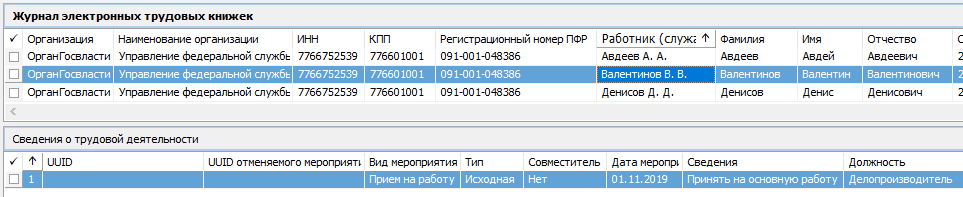 Журнал электронных трудовых книжек
✓ Организация Наименование организации ИНН КПП Регистрационный номер ПФР Работник (служа ↑ Фамилия Имя Отчество С
ОрганГосвласти Управление федеральной служб 7766752539 776601001 091-001-048386 Авдеев А. А. Авдеев Авдей Авдеевич 2
ОрганГосвласти Управление федеральной служб 7766752539 776601001 091-001-048386 Валентинов В. В. Валентинов Валентин Валентинович 2
ОрганГосвласти Управление федеральной служб 7766752539 776601001 091-001-048386 Денисов Д. Д. Денисов Денис Денисович 2
Сведения о трудовой деятельности
✓ ↑ UUID UUID отменяемого мероприяти Вид мероприятия Тип Совместитель Дата меропри Сведения Должность
1 Прием на работу Исходная Нет 01.11.2019 Принять на основную работу Делопроизводитель